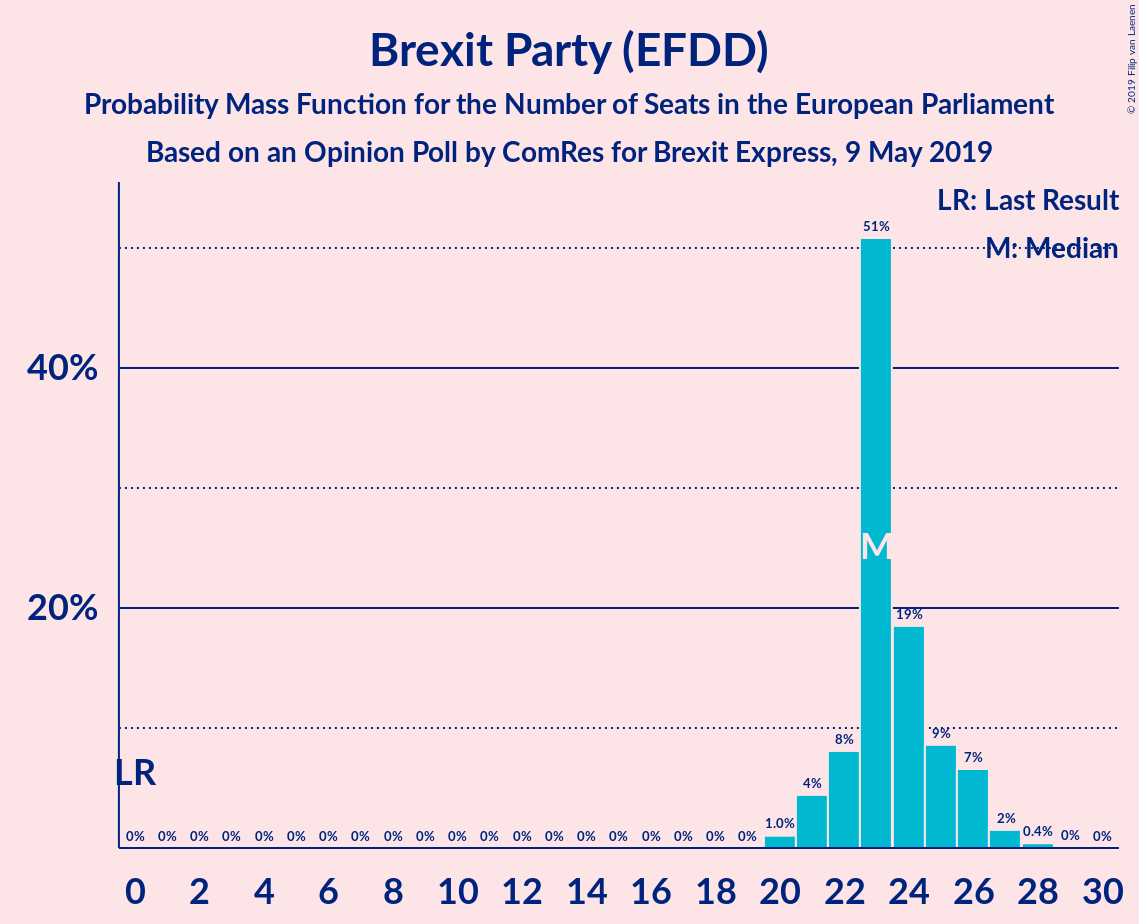 Brexit Party (EFDD)
Probability Mass Function for the Number of Seats in the European Parliament
Based on an Opinion Poll by ComRes for Brexit Express, 9 May 2019
© 2019 Filip van Laenen
LR: Last Result
M: Median
51%
40%
M
20%
19%
9%
8%
7%
LR
4%
2%
1.0%
0.4%
0% 0% 0% 0% 0% 0% 0% 0% 0% 0% 0% 0% 0% 0% 0% 0% 0% 0% 0% 0% 0% 0%
0 2 4 6 8 10 12 14 16 18 20 22 24 26 28 30